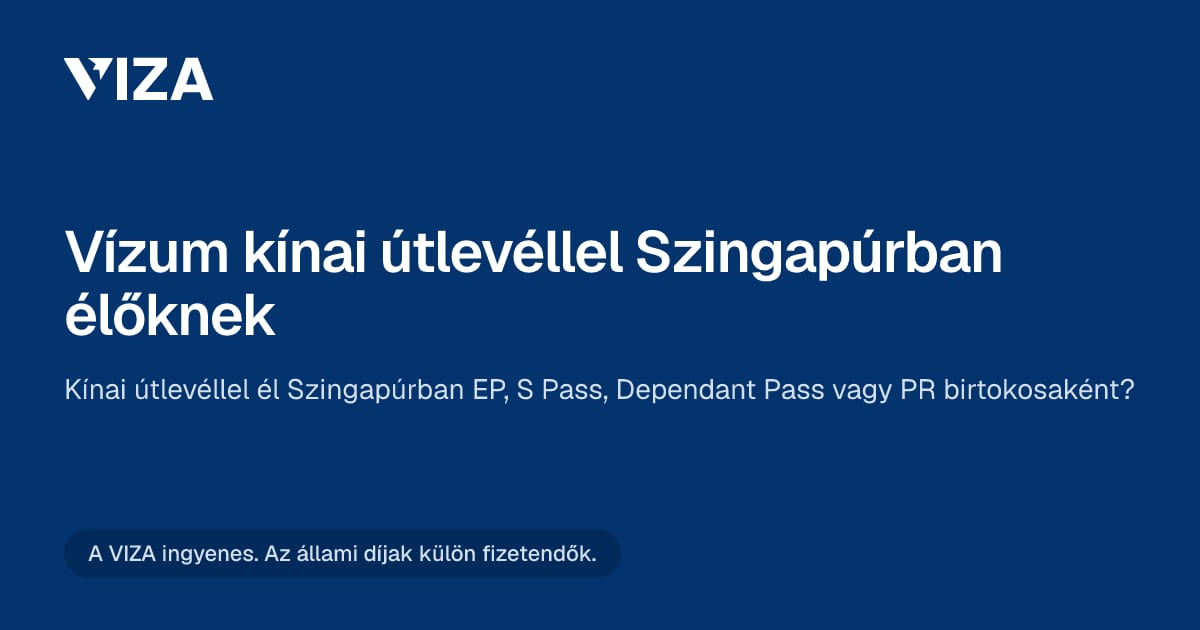 VIZA
Vízum kínai útlevéllel Szingapúrban
élőknek
Kínai útlevéllel él Szingapúrban EP, S Pass, Dependant Pass vagy PR birtokosaként?
A VIZA ingyenes. Az állami díjak külön fizetendők.